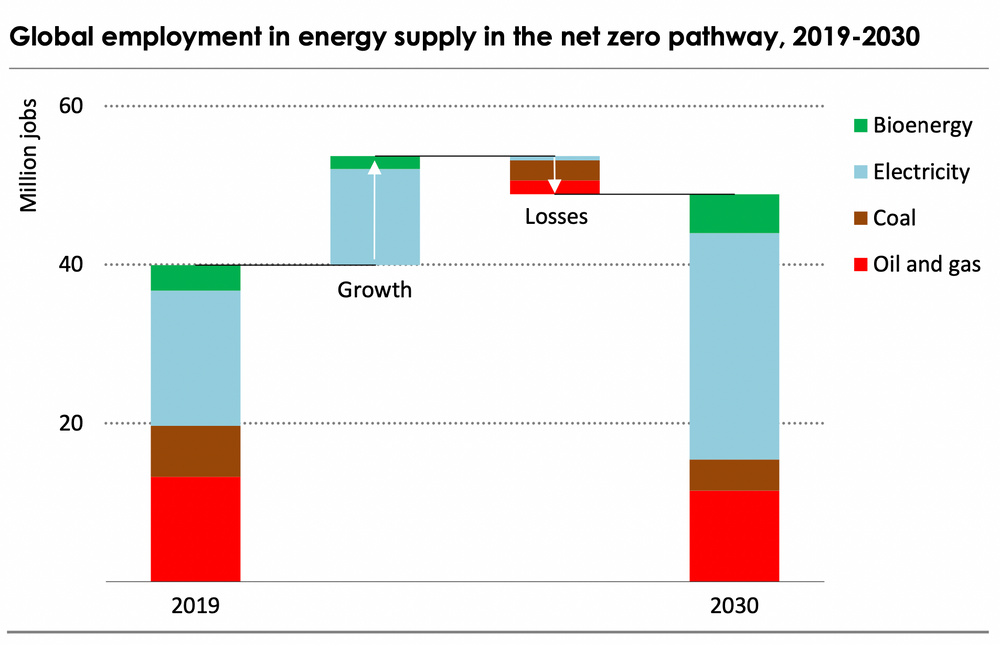 Global employment in energy supply in the net zero pathway, 2019-2030
Million jobs
60
40
20
Growth
Losses
2019
2030
Bioenergy
Electricity
Coal
Oil and gas